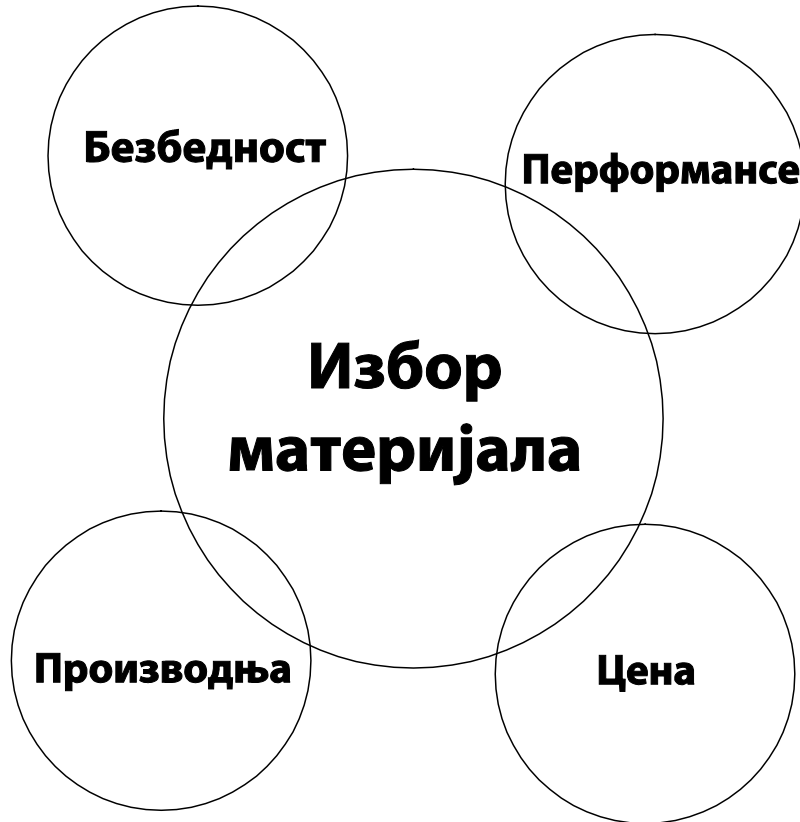 Безбедност
Перформансе
Избор
материјала
Производња
Цена